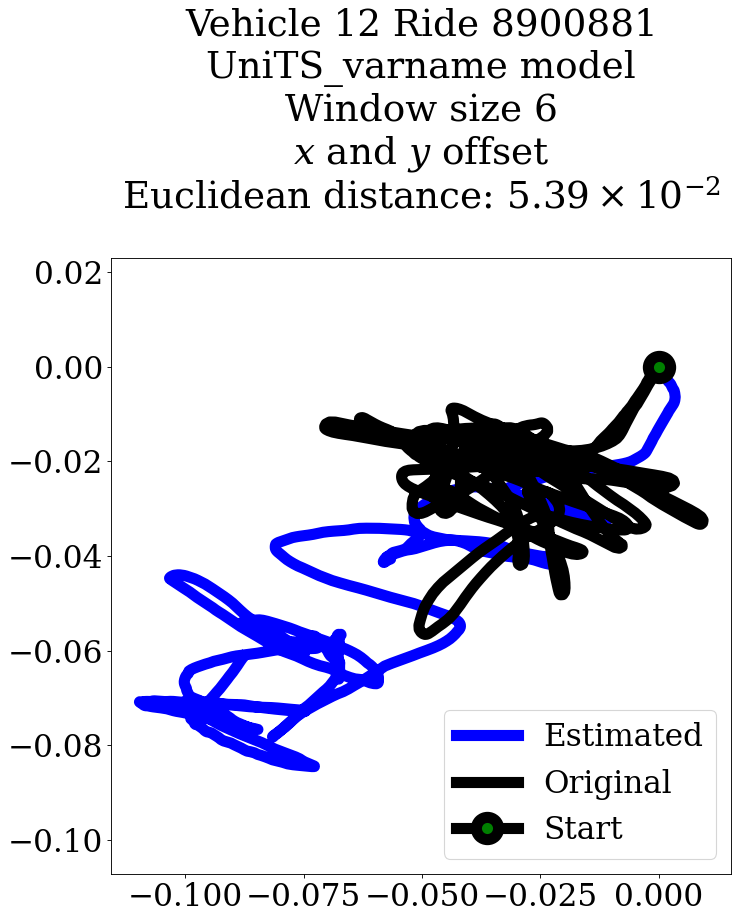 Vehicle 12 Ride 8900881
UniTS_varname model
Window size 6
x and y offset
Euclidean distance: 5.39 × 10⁻²
0.02
0.00
−0.02
−0.04
−0.06
−0.08
−0.10
Estimated
Original
Start
−0.100 −0.075 −0.050 −0.025 0.000